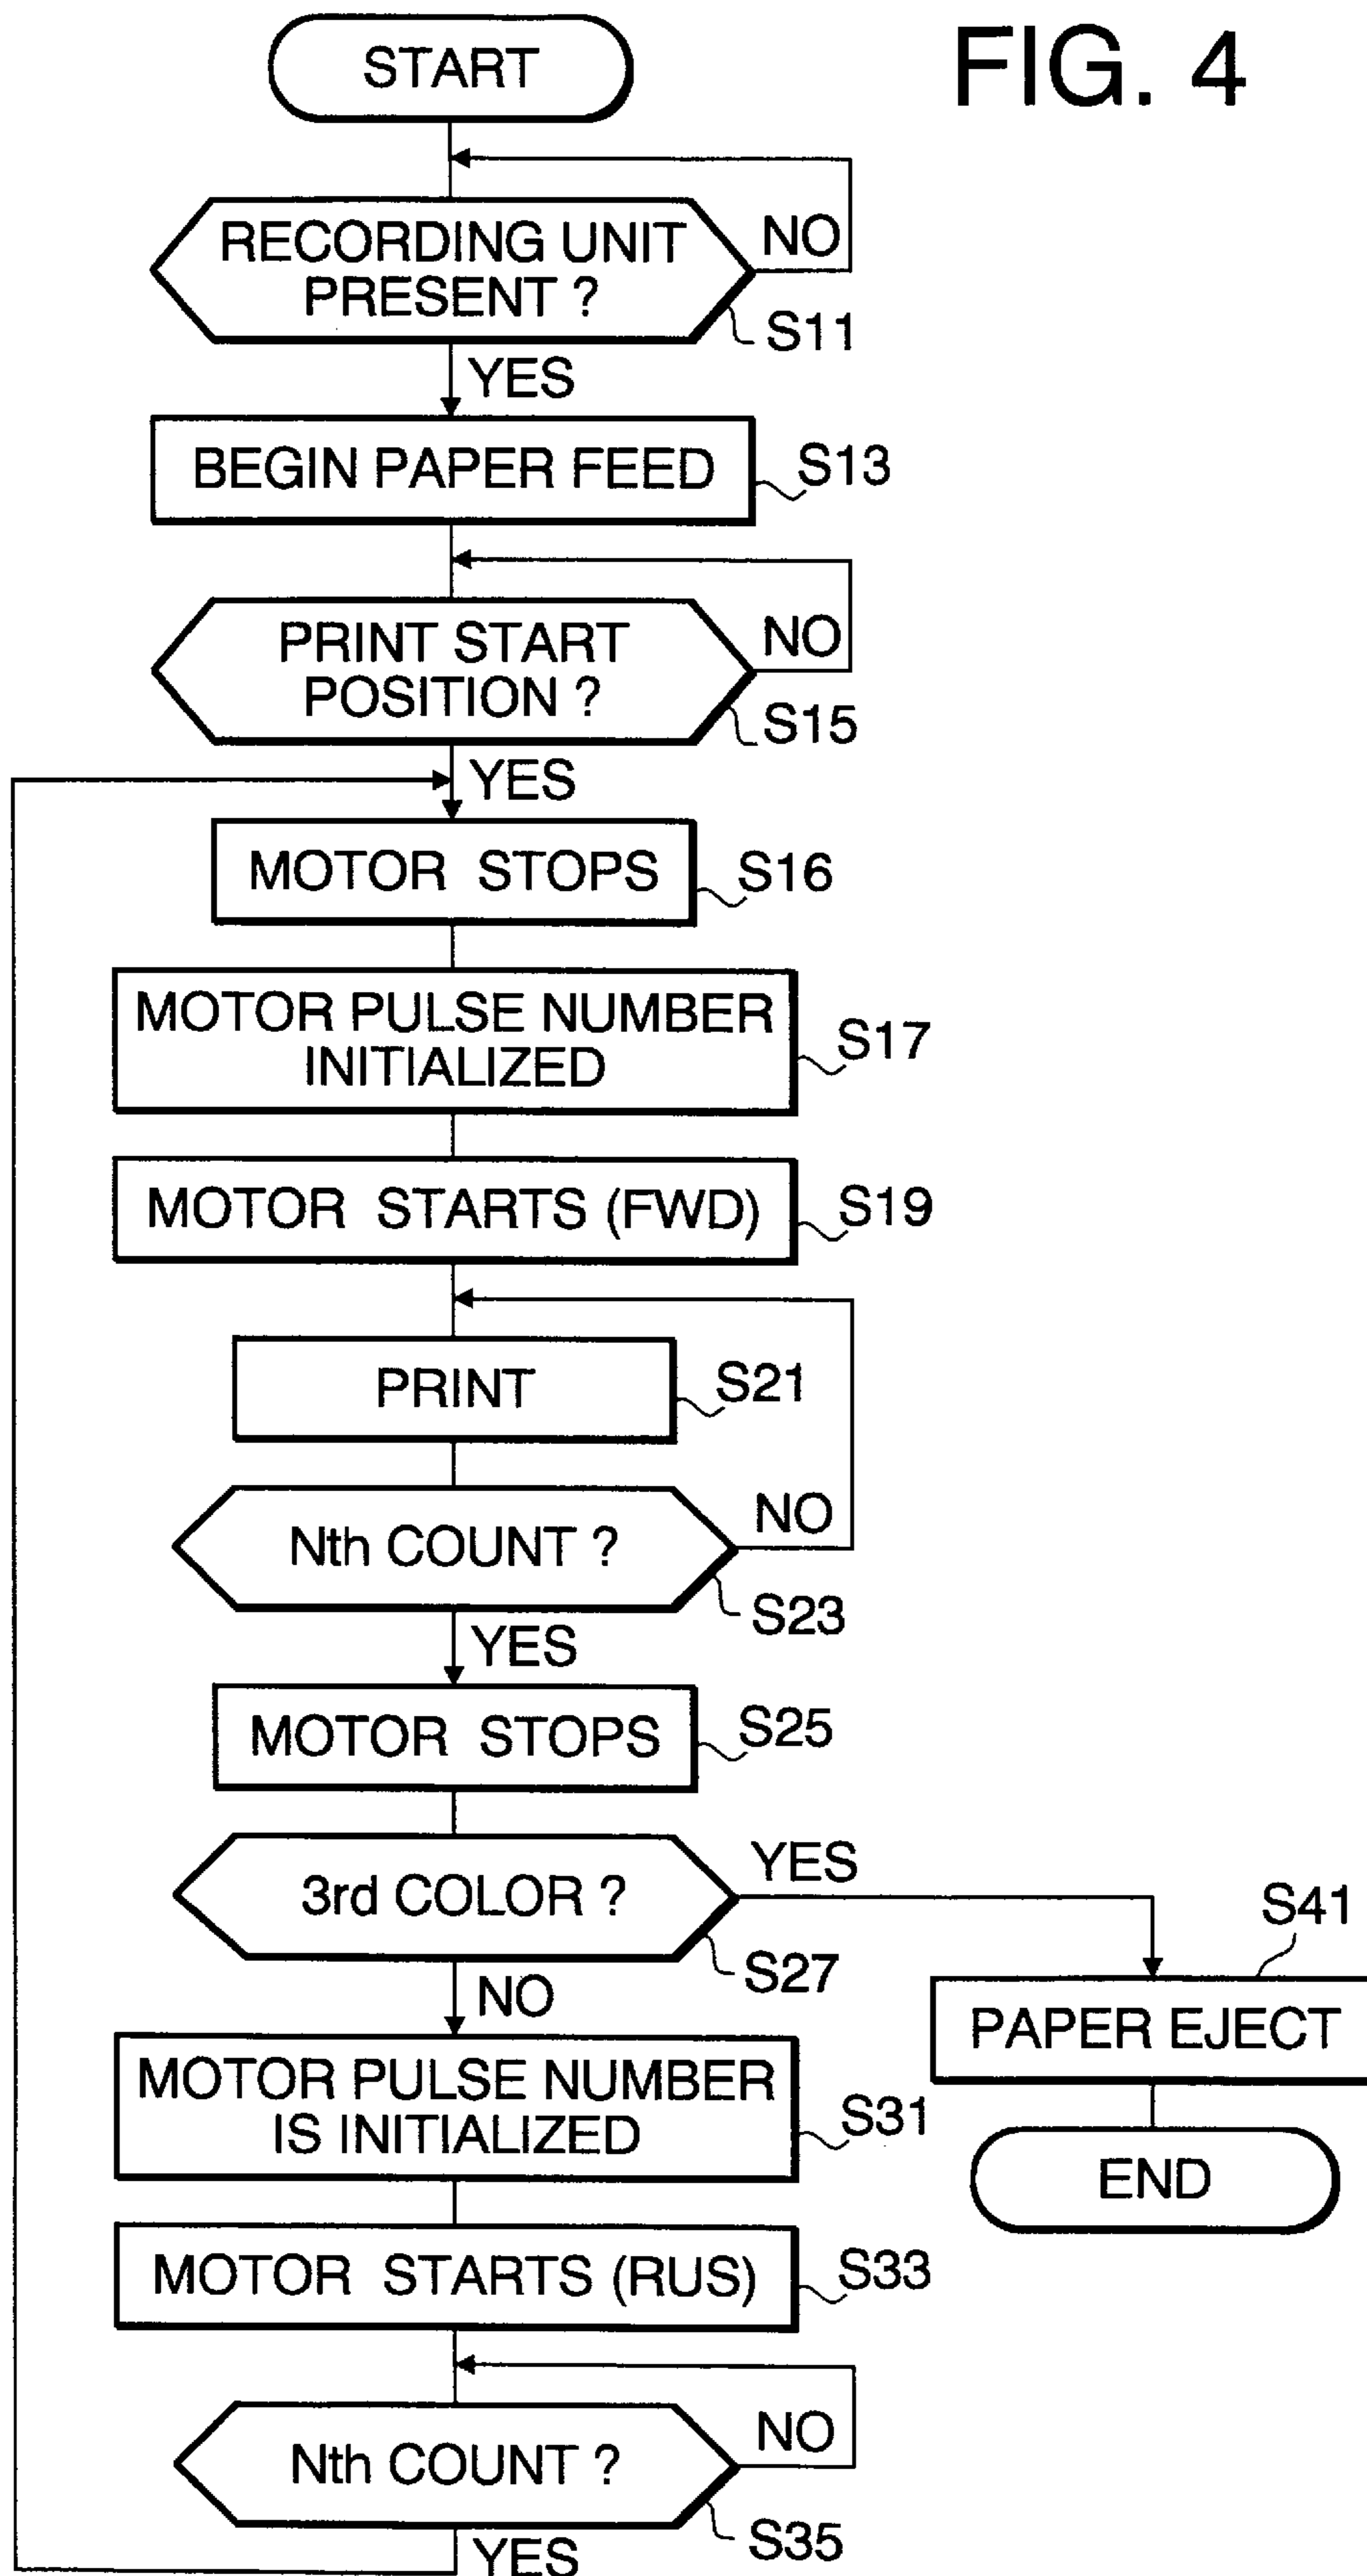 FIG. 4
START
RECORDING UNIT
PRESENT ?
NO
S11
YES
BEGIN PAPER FEED
S13
PRINT START
POSITION ?
NO
S15
YES
MOTOR STOPS
S16
MOTOR PULSE NUMBER
INITIALIZED
S17
MOTOR STARTS (FWD)
S19
PRINT
S21
Nth COUNT ?
NO
S23
YES
MOTOR STOPS
S25
3rd COLOR ?
YES
S27
NO
S41
PAPER EJECT
END
MOTOR PULSE NUMBER
IS INITIALIZED
S31
MOTOR STARTS (RUS)
S33
Nth COUNT ?
NO
S35
YES